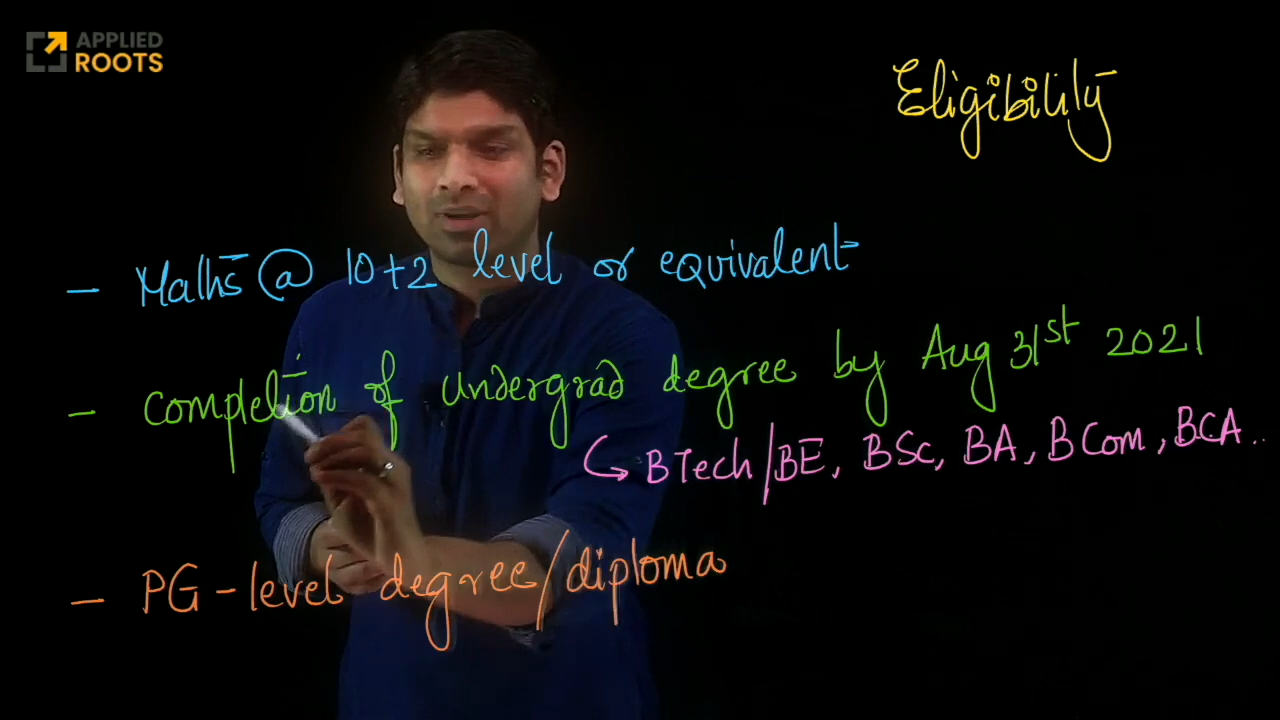 APPLIED
ROOTS
Eligibility
- Maths @ 10+2 level or equivalent
- Completion of undergrad degree by Aug 31st 2021
↳ BTech/BE, BSc, BA, BCom, BCA..
- PG-level degree/diploma